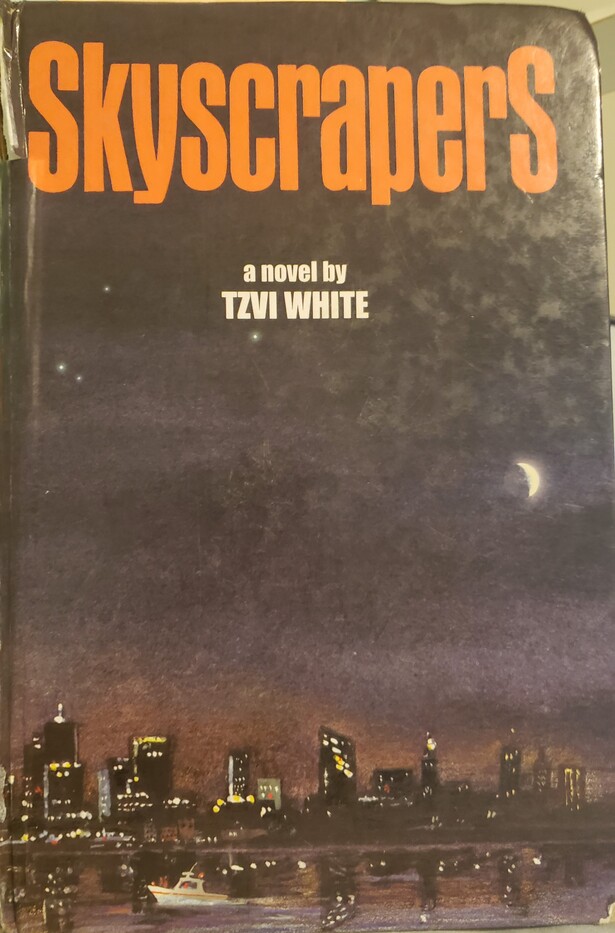 SkyscraperS
a novel by
TZVI WHITE